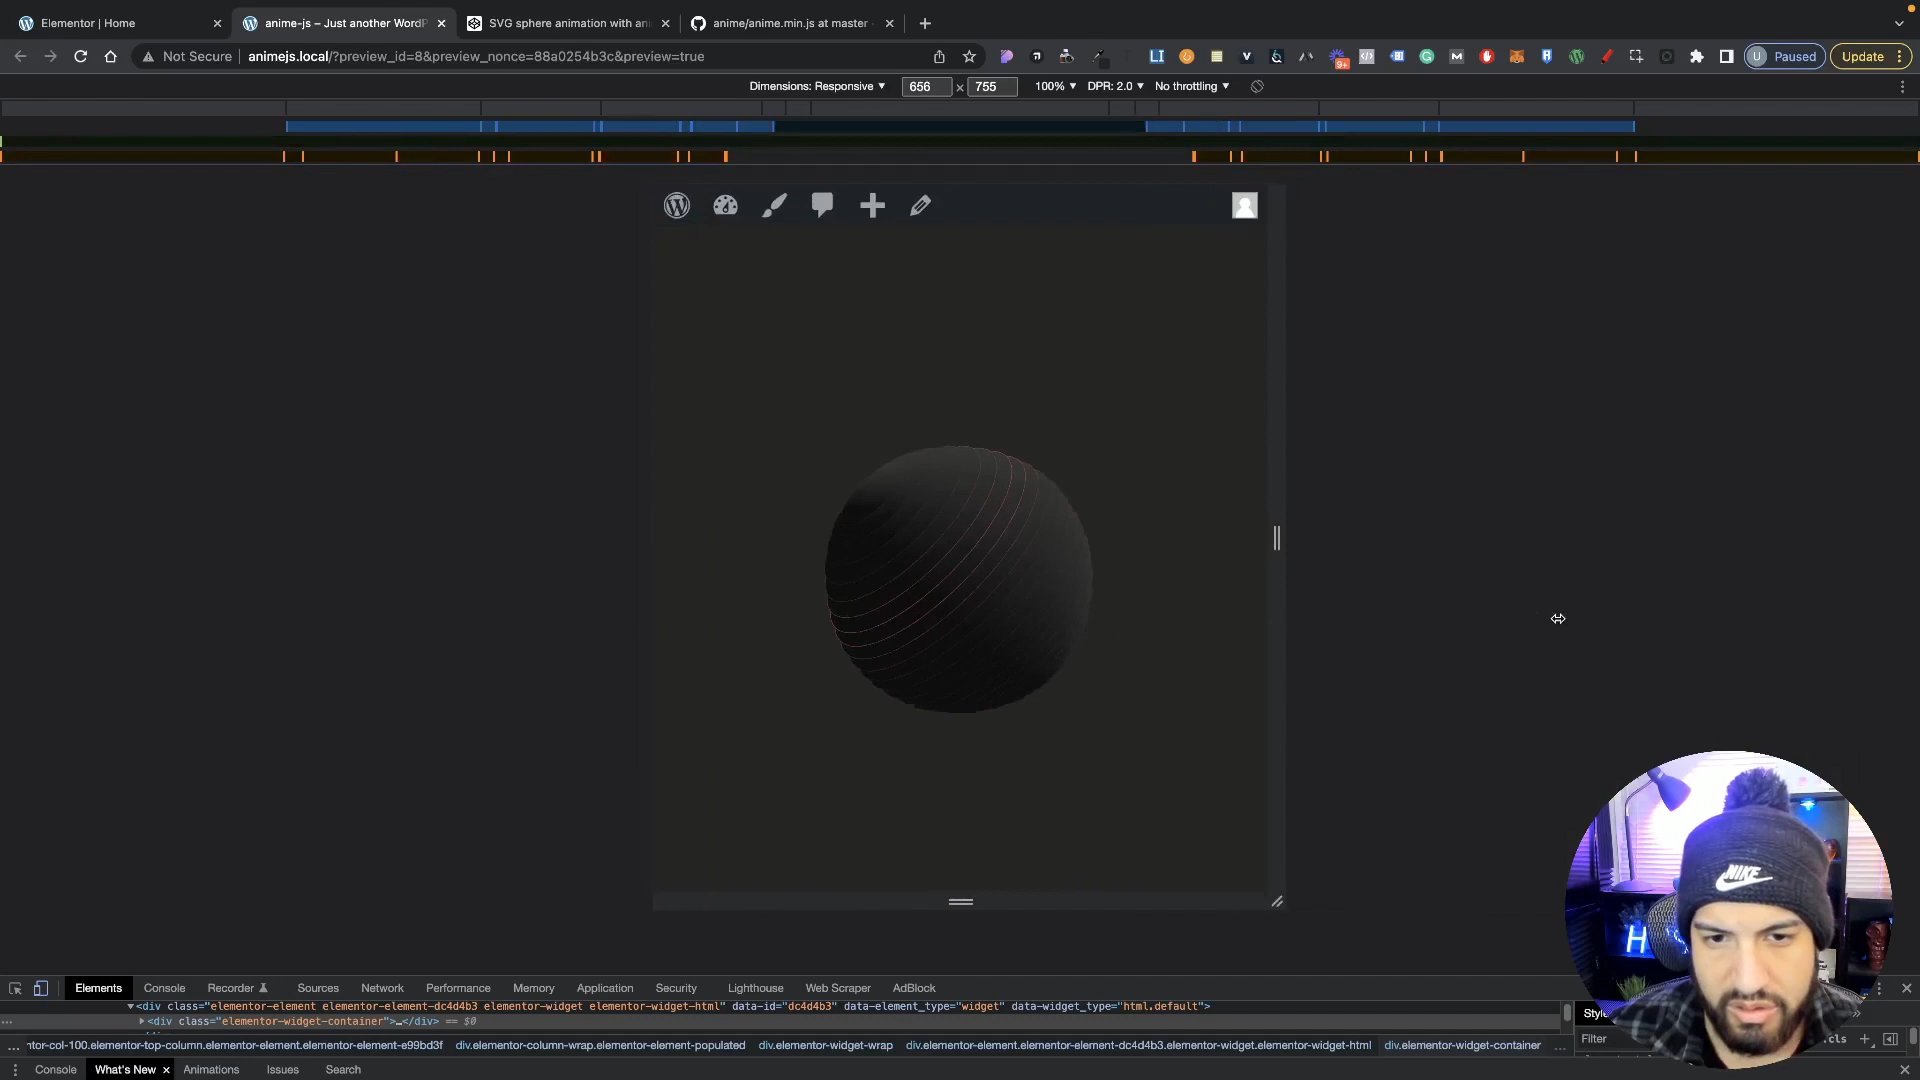 Elementor | Home
anime-js – Just another WordP
SVG sphere animation with ani
anime/anime.min.js at master
Not Secure
animejs.local/?preview_id=8&preview_nonce=88a0254b3c&preview=true
9+
U Paused
Update
Dimensions: Responsive
656 × 755
100%
DPR: 2.0
No throttling
NIKE
H
Elements
Console
Recorder
Sources
Network
Performance
Memory
Application
Security
Lighthouse
Web Scraper
AdBlock
<div class="elementor-element elementor-element-dc4d4b3 elementor-widget elementor-widget-html" data-id="dc4d4b3" data-element_type="widget" data-widget_type="html.default">
... <div class="elementor-widget-container">…</div> == $0
Style
... ntor-col-100.elementor-top-column.elementor-element.elementor-element-e99bd3f div.elementor-column-wrap.elementor-element-populated div.elementor-widget-wrap div.elementor-element.elementor-element-dc4d4b3.elementor-widget.elementor-widget-html div.elementor-widget-container ...
Filter
.cls
Console
What's New
Animations
Issues
Search